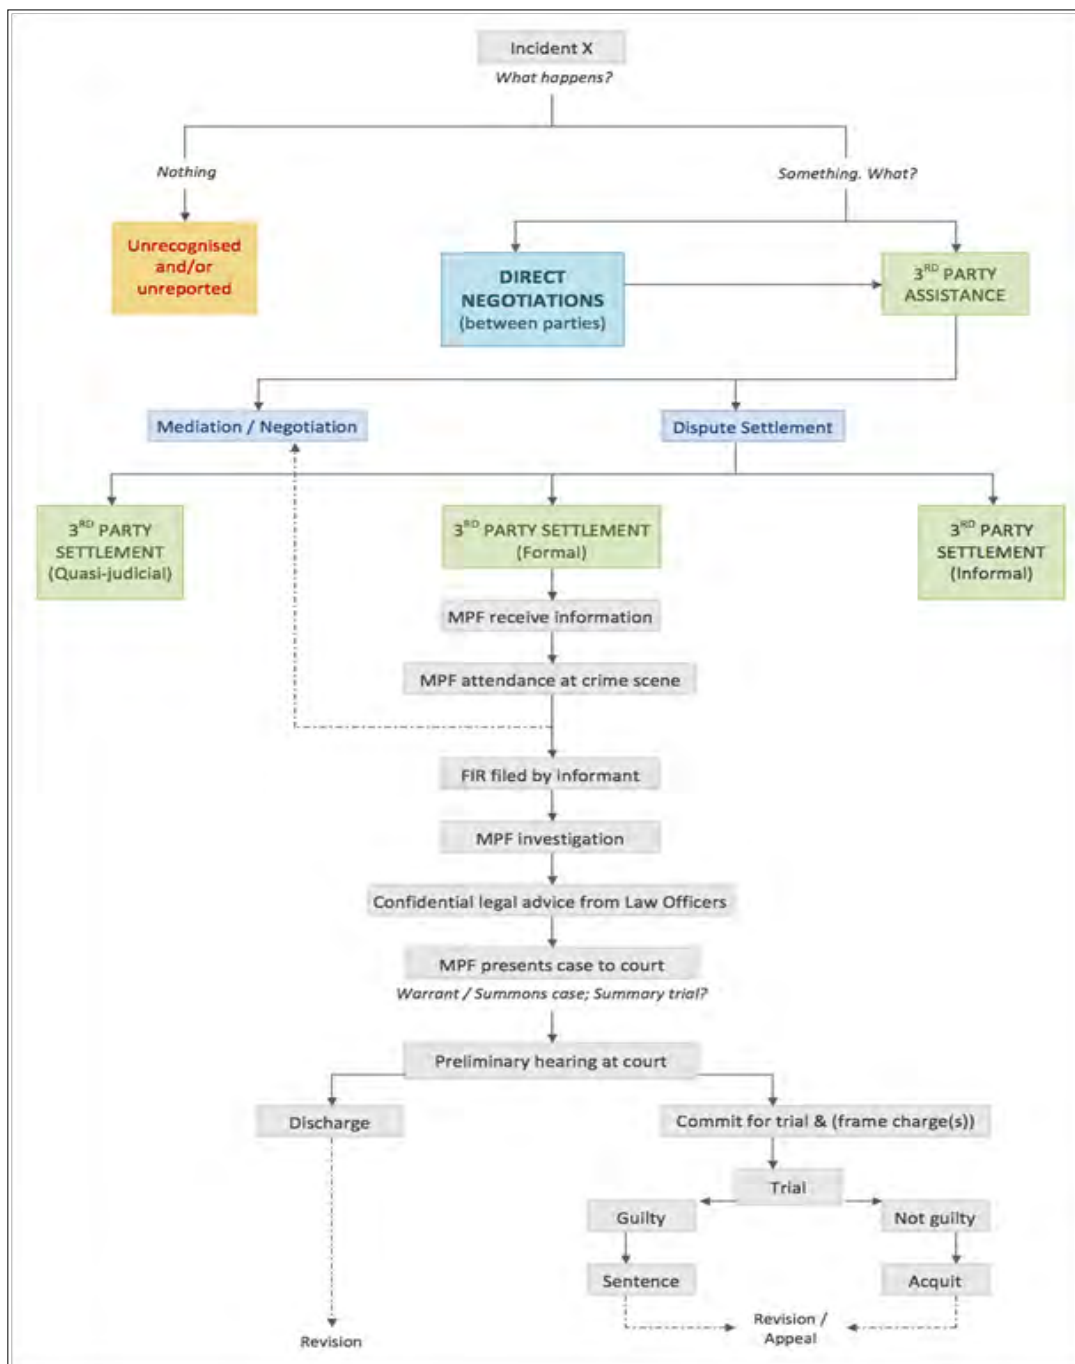 Incident X
What happens?
Nothing
Something. What?
Unrecognised
and/or
unreported
DIRECT
NEGOTIATIONS
(between parties)
3RD PARTY
ASSISTANCE
Mediation / Negotiation
Dispute Settlement
3RD PARTY
SETTLEMENT
(Quasi-judicial)
3RD PARTY SETTLEMENT
(Formal)
3RD PARTY
SETTLEMENT
(Informal)
MPF receive information
MPF attendance at crime scene
FIR filed by informant
MPF investigation
Confidential legal advice from Law Officers
MPF presents case to court
Warrant / Summons case; Summary trial?
Preliminary hearing at court
Discharge
Commit for trial & (frame charge(s))
Trial
Guilty
Not guilty
Sentence
Acquit
Revision /
Appeal
Revision